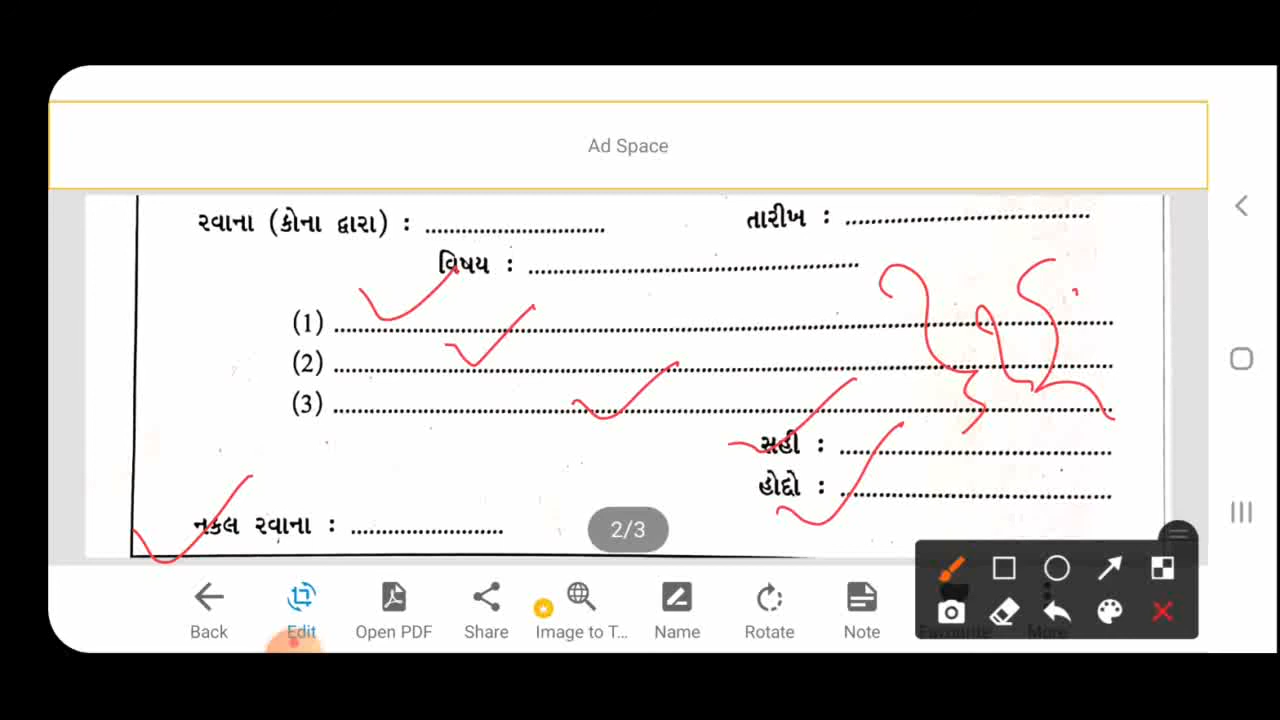 Ad Space
રવાના (કોના દ્વારા) : .............................. તારીખ : ..........................................
વિષય : .......................................................
(1) ....................................................................................................
(2) ....................................................................................................
(3) ....................................................................................................
સહી : ..............................................
હોદ્દો : ..............................................
નકલ રવાના : ..........................
2/3
Back Edit Open PDF Share Image to T... Name Rotate Note